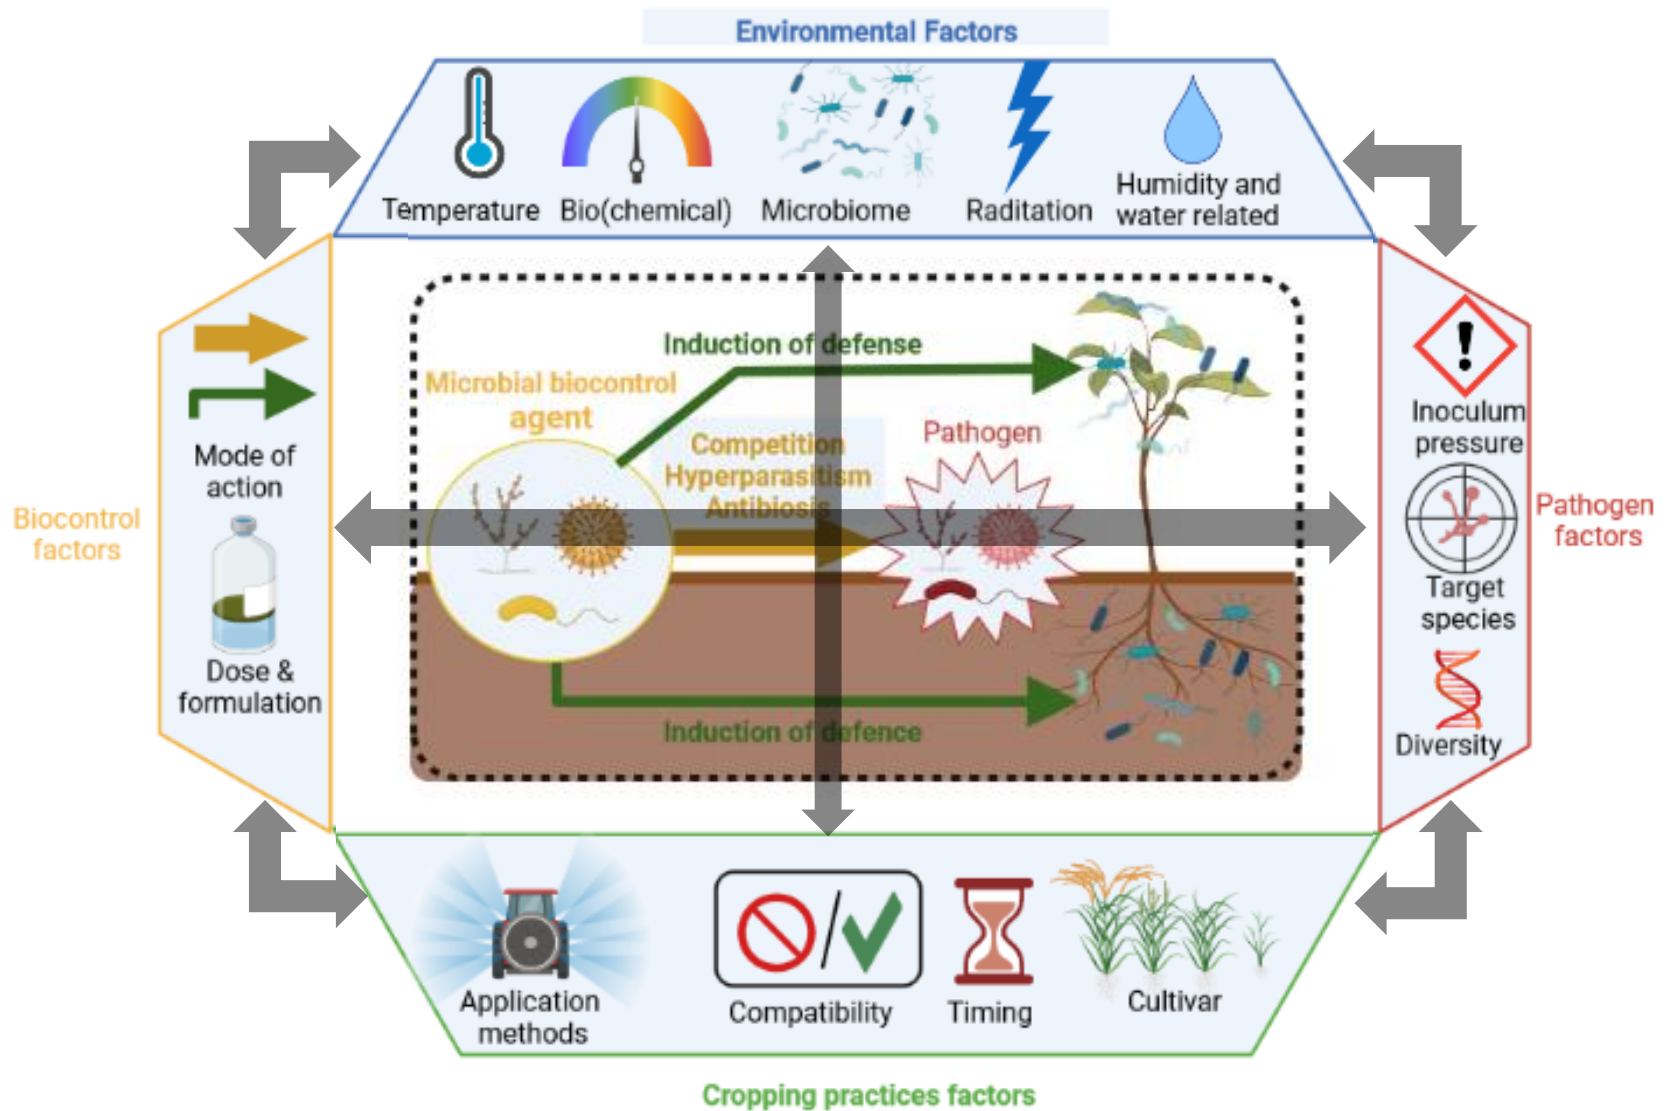 Environmental Factors
Temperature
Bio(chemical)
Microbiome
Raditation
Humidity and
water related
Biocontrol
factors
Mode of
action
Dose &
formulation
Induction of defense
Microbial biocontrol
agent
Competition
Hyperparasitism
Antibiosis
Pathogen
Induction of defence
Inoculum
pressure
Target
species
Diversity
Pathogen
factors
Application
methods
Compatibility
Timing
Cultivar
Cropping practices factors